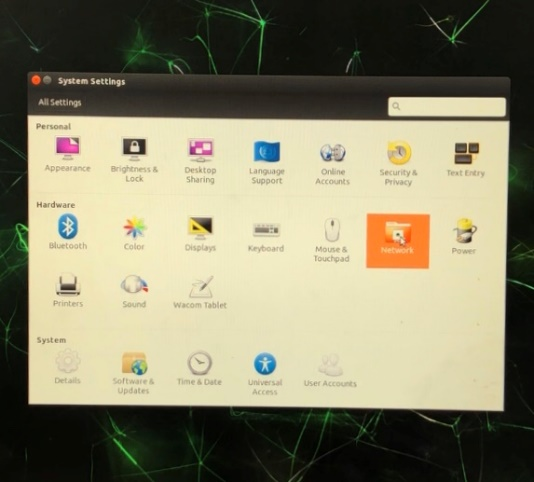 System Settings
All Settings
Personal
Appearance
Brightness &
Lock
Desktop
Sharing
Language
Support
Online
Accounts
Security &
Privacy
Text Entry
Hardware
Bluetooth
Color
Displays
Keyboard
Mouse &
Touchpad
Network
Power
Printers
Sound
Wacom Tablet
System
Details
Software &
Updates
Time & Date
Universal
Access
User Accounts